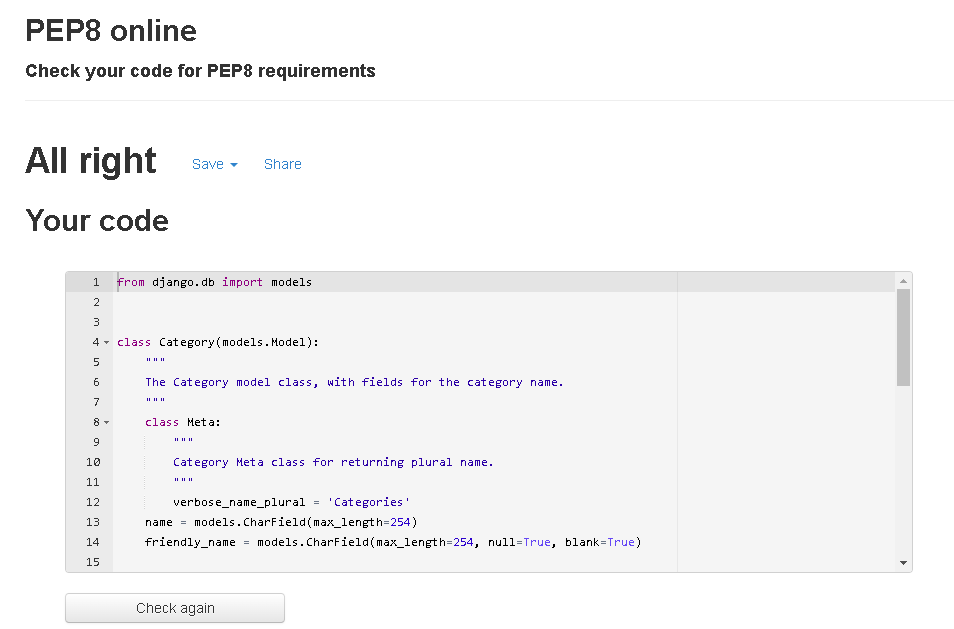 PEP8 online
Check your code for PEP8 requirements
All right Save Share
Your code
1 from django.db import models
2
3
4 class Category(models.Model):
5     """
6     The Category model class, with fields for the category name.
7     """
8     class Meta:
9         """
10         Category Meta class for returning plural name.
11         """
12         verbose_name_plural = 'Categories'
13     name = models.CharField(max_length=254)
14     friendly_name = models.CharField(max_length=254, null=True, blank=True)
15
Check again